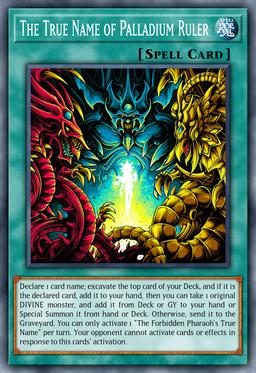 The True Name of Palladium Ruler
[Spell Card]
Declare 1 card name; excavate the top card of your Deck, and if it is
the declared card, add it to your hand, then you can take 1 original
DIVINE monster, and add it from Deck or GY to your hand or
Special Summon it from hand or Deck. Otherwise, send it to the
Graveyard. You can only activate 1 "The Forbidden Pharaoh's True
Name" per turn. Your opponent cannot activate cards or effects in
response to this cards' activation.